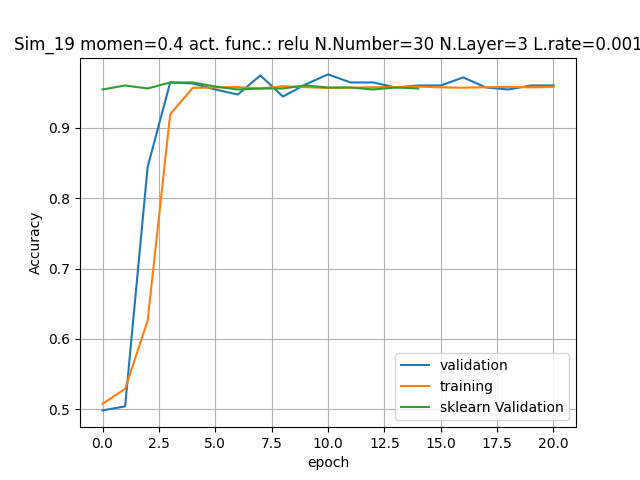 Sim_19 momen=0.4 act. func.: relu N.Number=30 N.Layer=3 L.rate=0.001
Accuracy
0.9
0.8
0.7
0.6
0.5
validation
training
sklearn Validation
0.0 2.5 5.0 7.5 10.0 12.5 15.0 17.5 20.0
epoch